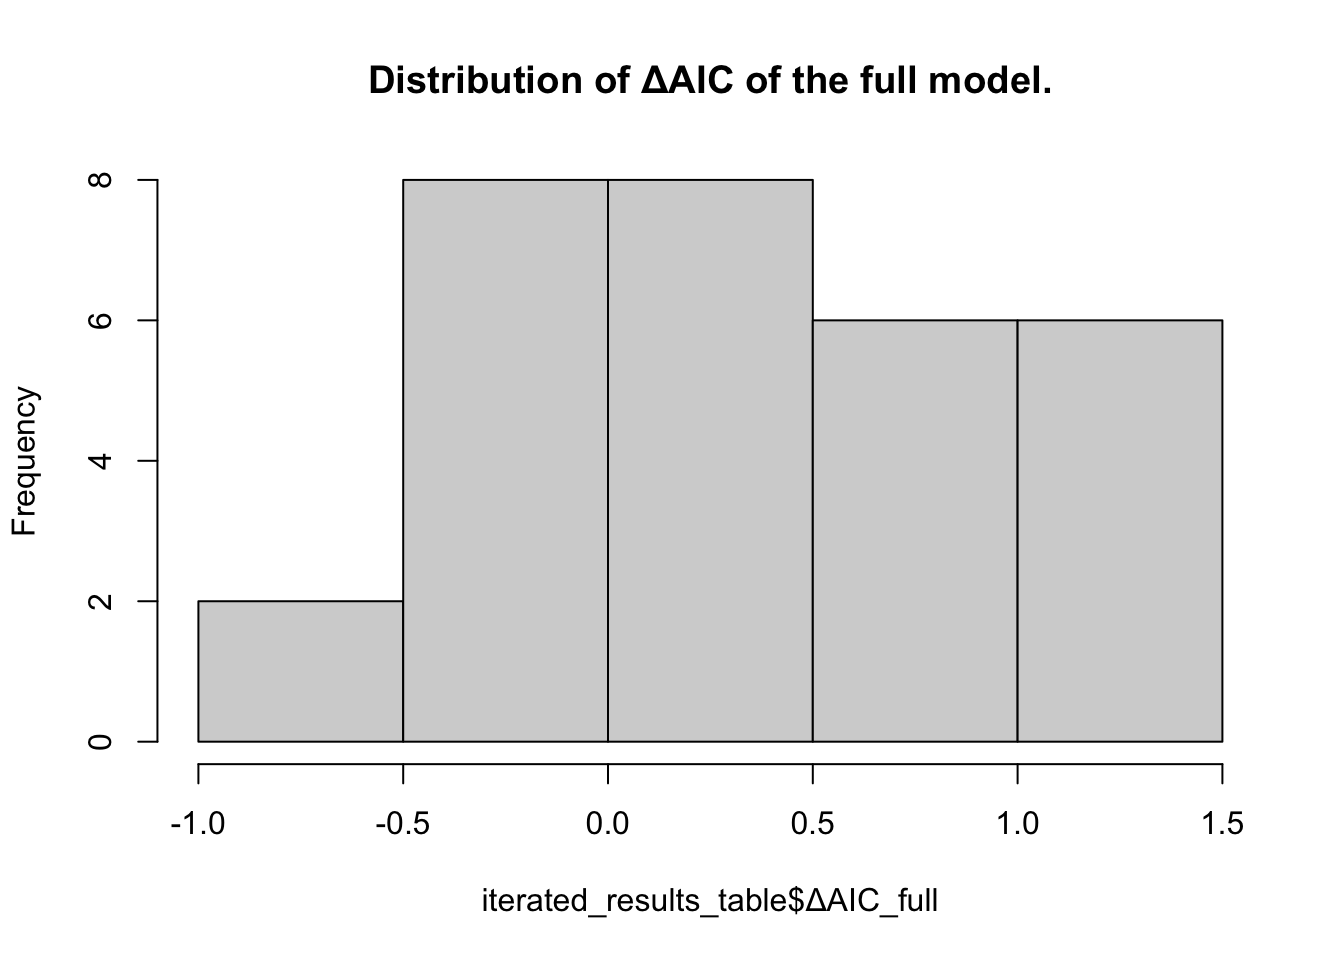 Distribution of ΔAIC of the full model.
Frequency
8
6
4
2
0
-1.0 -0.5 0.0 0.5 1.0 1.5
iterated_results_table$ΔAIC_full